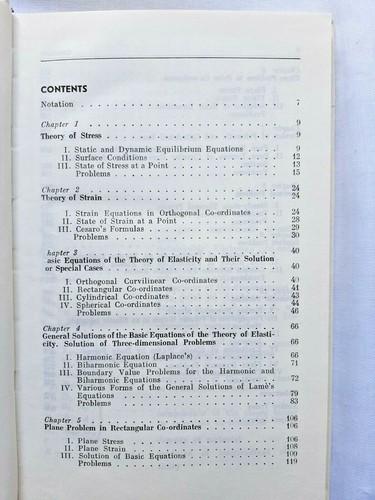 CONTENTS
Notation . . . . . . . . . . . . . . . . . . . . 7
Chapter 1 . . . . . . . . . . . . . . . . . . . . 9
Theory of Stress . . . . . . . . . . . . . . . . . . . . 9
I. Static and Dynamic Equilibrium Equations . . . . . 9
II. Surface Conditions . . . . . . . . . . . . . . . 12
III. State of Stress at a Point . . . . . . . . . . . . 13
Problems . . . . . . . . . . . . . . . . . . 15
Chapter 2 . . . . . . . . . . . . . . . . . . . . 24
Theory of Strain . . . . . . . . . . . . . . . . . . . . 24
I. Strain Equations in Orthogonal Co-ordinates . . . . 24
II. State of Strain at a Point . . . . . . . . . . . . 28
III. Cesaro's Formulas . . . . . . . . . . . . . . . 29
Problems . . . . . . . . . . . . . . . . . . 30
hapter 3 . . . . . . . . . . . . . . . . . . . . 40
asic Equations of the Theory of Elasticity and Their Solution
or Special Cases . . . . . . . . . . . . . . . . . . . . 40
I. Orthogonal Curvilinear Co-ordinates . . . . . . . 40
II. Rectangular Co-ordinates . . . . . . . . . . . . 41
III. Cylindrical Co-ordinates . . . . . . . . . . . . 43
IV. Spherical Co-ordinates . . . . . . . . . . . . . 44
Problems . . . . . . . . . . . . . . . . . . 46
Chapter 4 . . . . . . . . . . . . . . . . . . . . 66
General Solutions of the Basic Equations of the Theory of Elasti-
city. Solution of Three-dimensional Problems . . . . . 66
I. Harmonic Equation (Laplace's) . . . . . . . . . . 66
II. Biharmonic Equation . . . . . . . . . . . . . . 71
III. Boundary Value Problems for the Harmonic and
Biharmonic Equations . . . . . . . . . . . . . . 72
IV. Various Forms of the General Solutions of Lamé's
Equations . . . . . . . . . . . . . . . . . . 79
Problems . . . . . . . . . . . . . . . . . . 83
Chapter 5 . . . . . . . . . . . . . . . . . . . . 106
Plane Problem in Rectangular Co-ordinates . . . . . . 106
I. Plane Stress . . . . . . . . . . . . . . . . . . 106
II. Plane Strain . . . . . . . . . . . . . . . . . 108
III. Solution of Basic Equations . . . . . . . . . . . 109
Problems . . . . . . . . . . . . . . . . . . 119